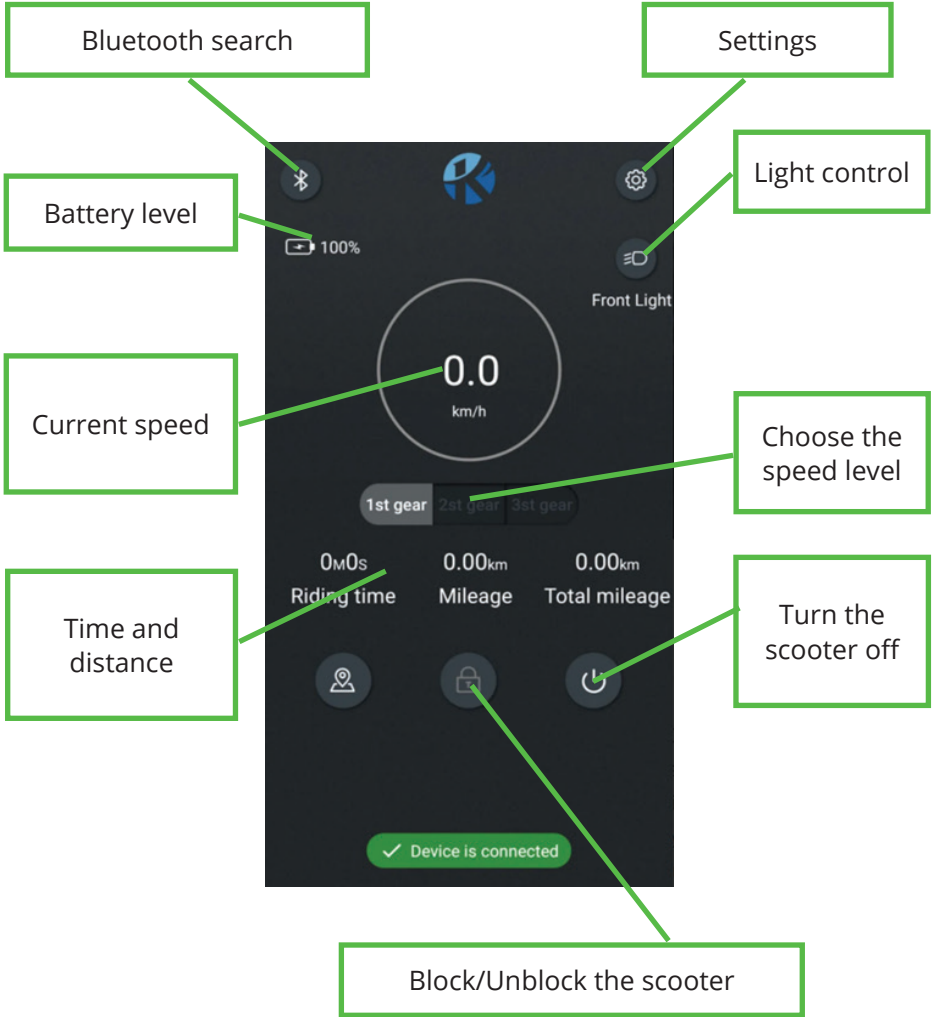 Bluetooth search
Settings
Light control
Battery level
100%
Front Light
0.0
km/h
Current speed
Choose the
speed level
1st gear 2st gear 3st gear
0M0S 0.00km 0.00km
Riding time Mileage Total mileage
Time and
distance
Turn the
scooter off
Device is connected
Block/Unblock the scooter